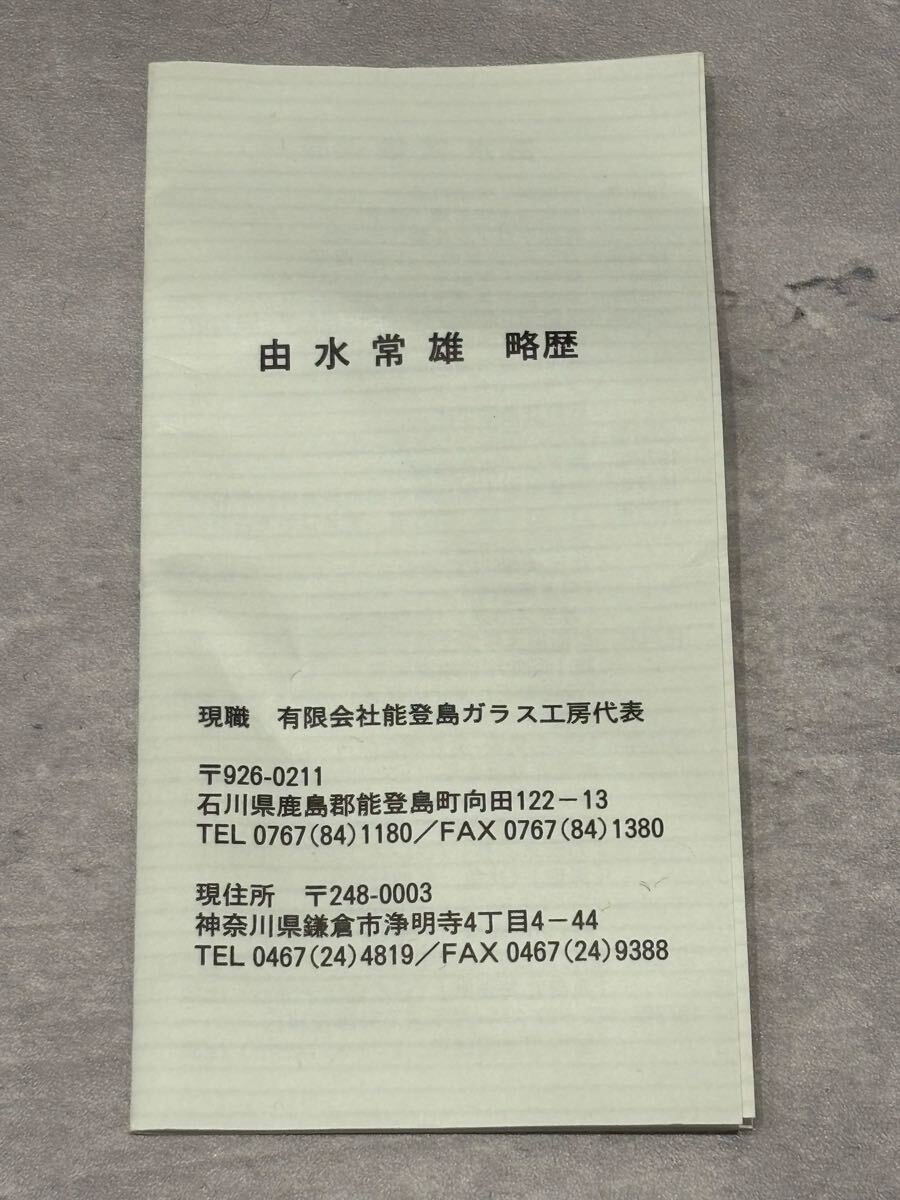 由水常雄 略歴
現職 有限会社能登島ガラス工房代表
〒926-0211
石川県鹿島郡能登島町向田122－13
TEL 0767(84)1180／FAX 0767(84)1380
現住所 〒248-0003
神奈川県鎌倉市浄明寺4丁目4－44
TEL 0467(24)4819／FAX 0467(24)9388